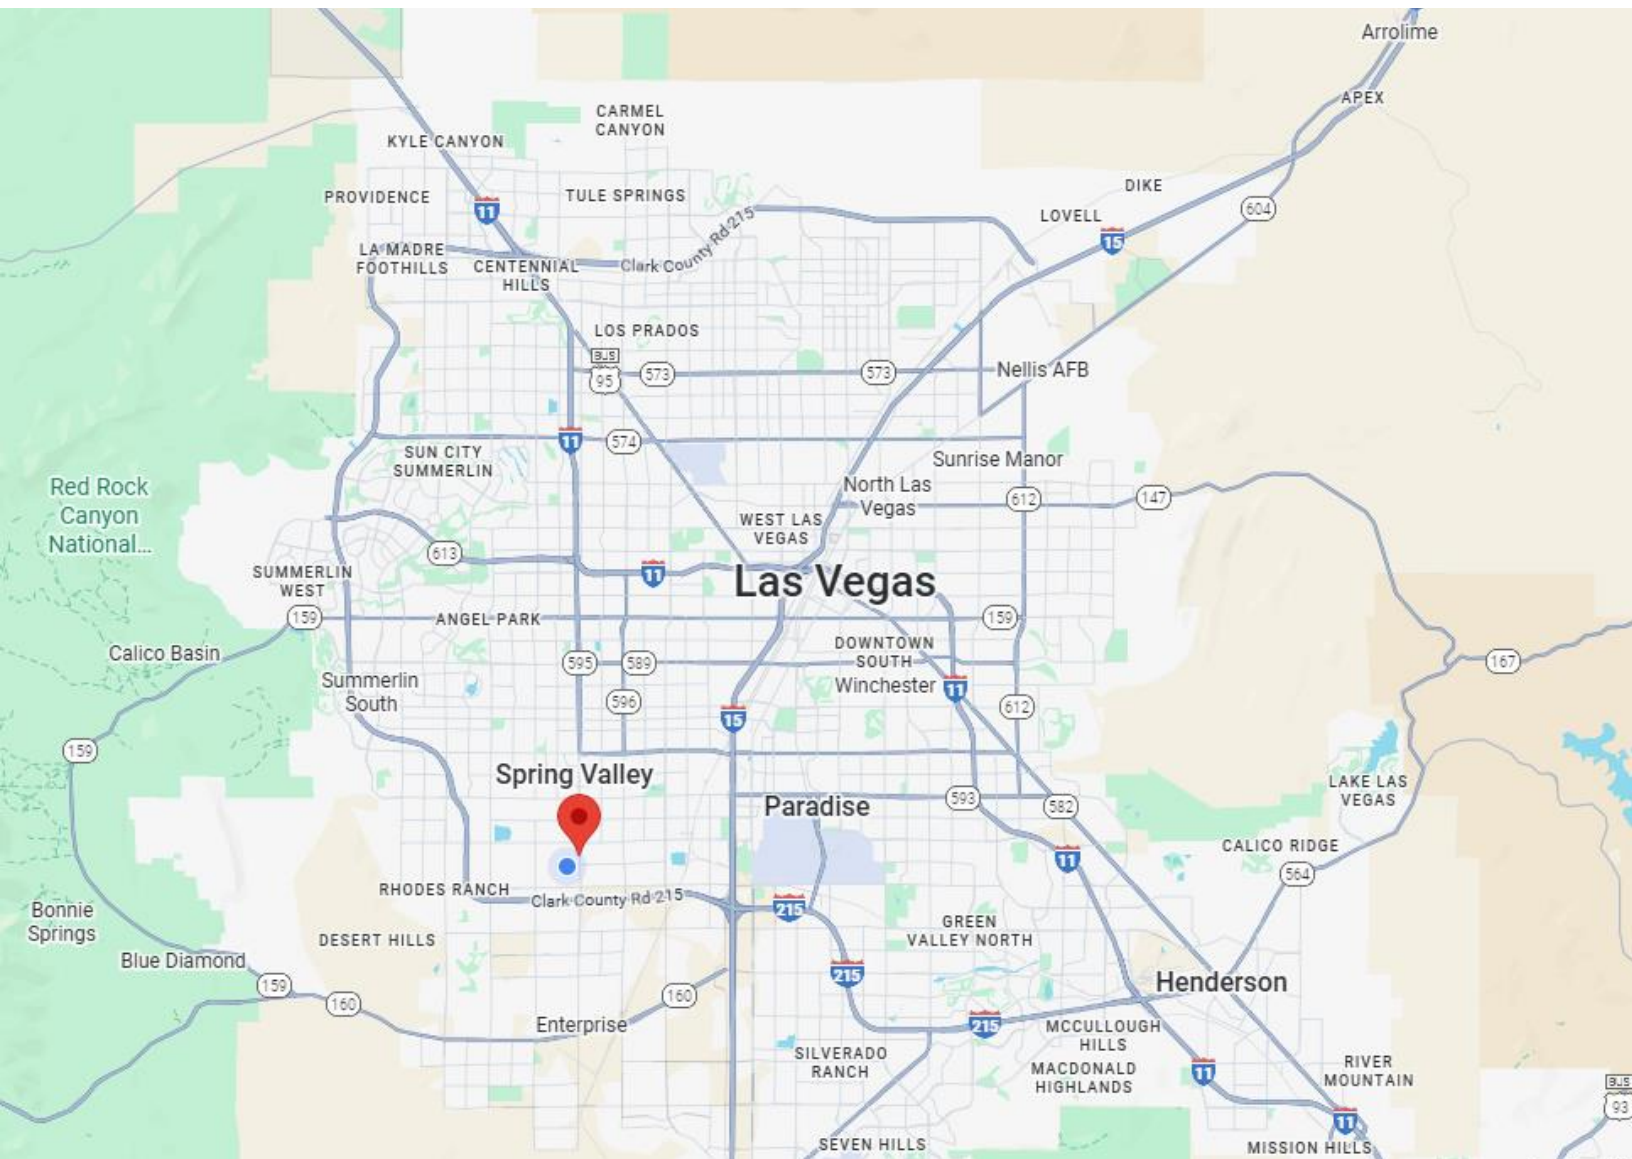 Arrolime
APEX
CARMEL
CANYON
KYLE CANYON
DIKE
PROVIDENCE
TULE SPRINGS
604
11
LOVELL
15
LA MADRE
FOOTHILLS
CENTENNIAL
HILLS
Clark County Rd 215
LOS PRADOS
BUS
95
573
573
Nellis AFB
11
574
SUN CITY
SUMMERLIN
Sunrise Manor
Red Rock
Canyon
National...
North Las
Vegas
612
147
WEST LAS
VEGAS
613
SUMMERLIN
WEST
11
Las Vegas
159
ANGEL PARK
159
Calico Basin
DOWNTOWN
SOUTH
595
589
167
Summerlin
South
Winchester
11
596
612
15
159
Spring Valley
Paradise
593
582
LAKE LAS
VEGAS
CALICO RIDGE
11
564
RHODES RANCH
Clark County Rd 215
215
Bonnie
Springs
DESERT HILLS
GREEN
VALLEY NORTH
Blue Diamond
215
Henderson
159
160
160
Enterprise
215
MCCULLOUGH
HILLS
SILVERADO
RANCH
MACDONALD
HIGHLANDS
11
RIVER
MOUNTAIN
BUS
93
11
SEVEN HILLS
MISSION HILLS